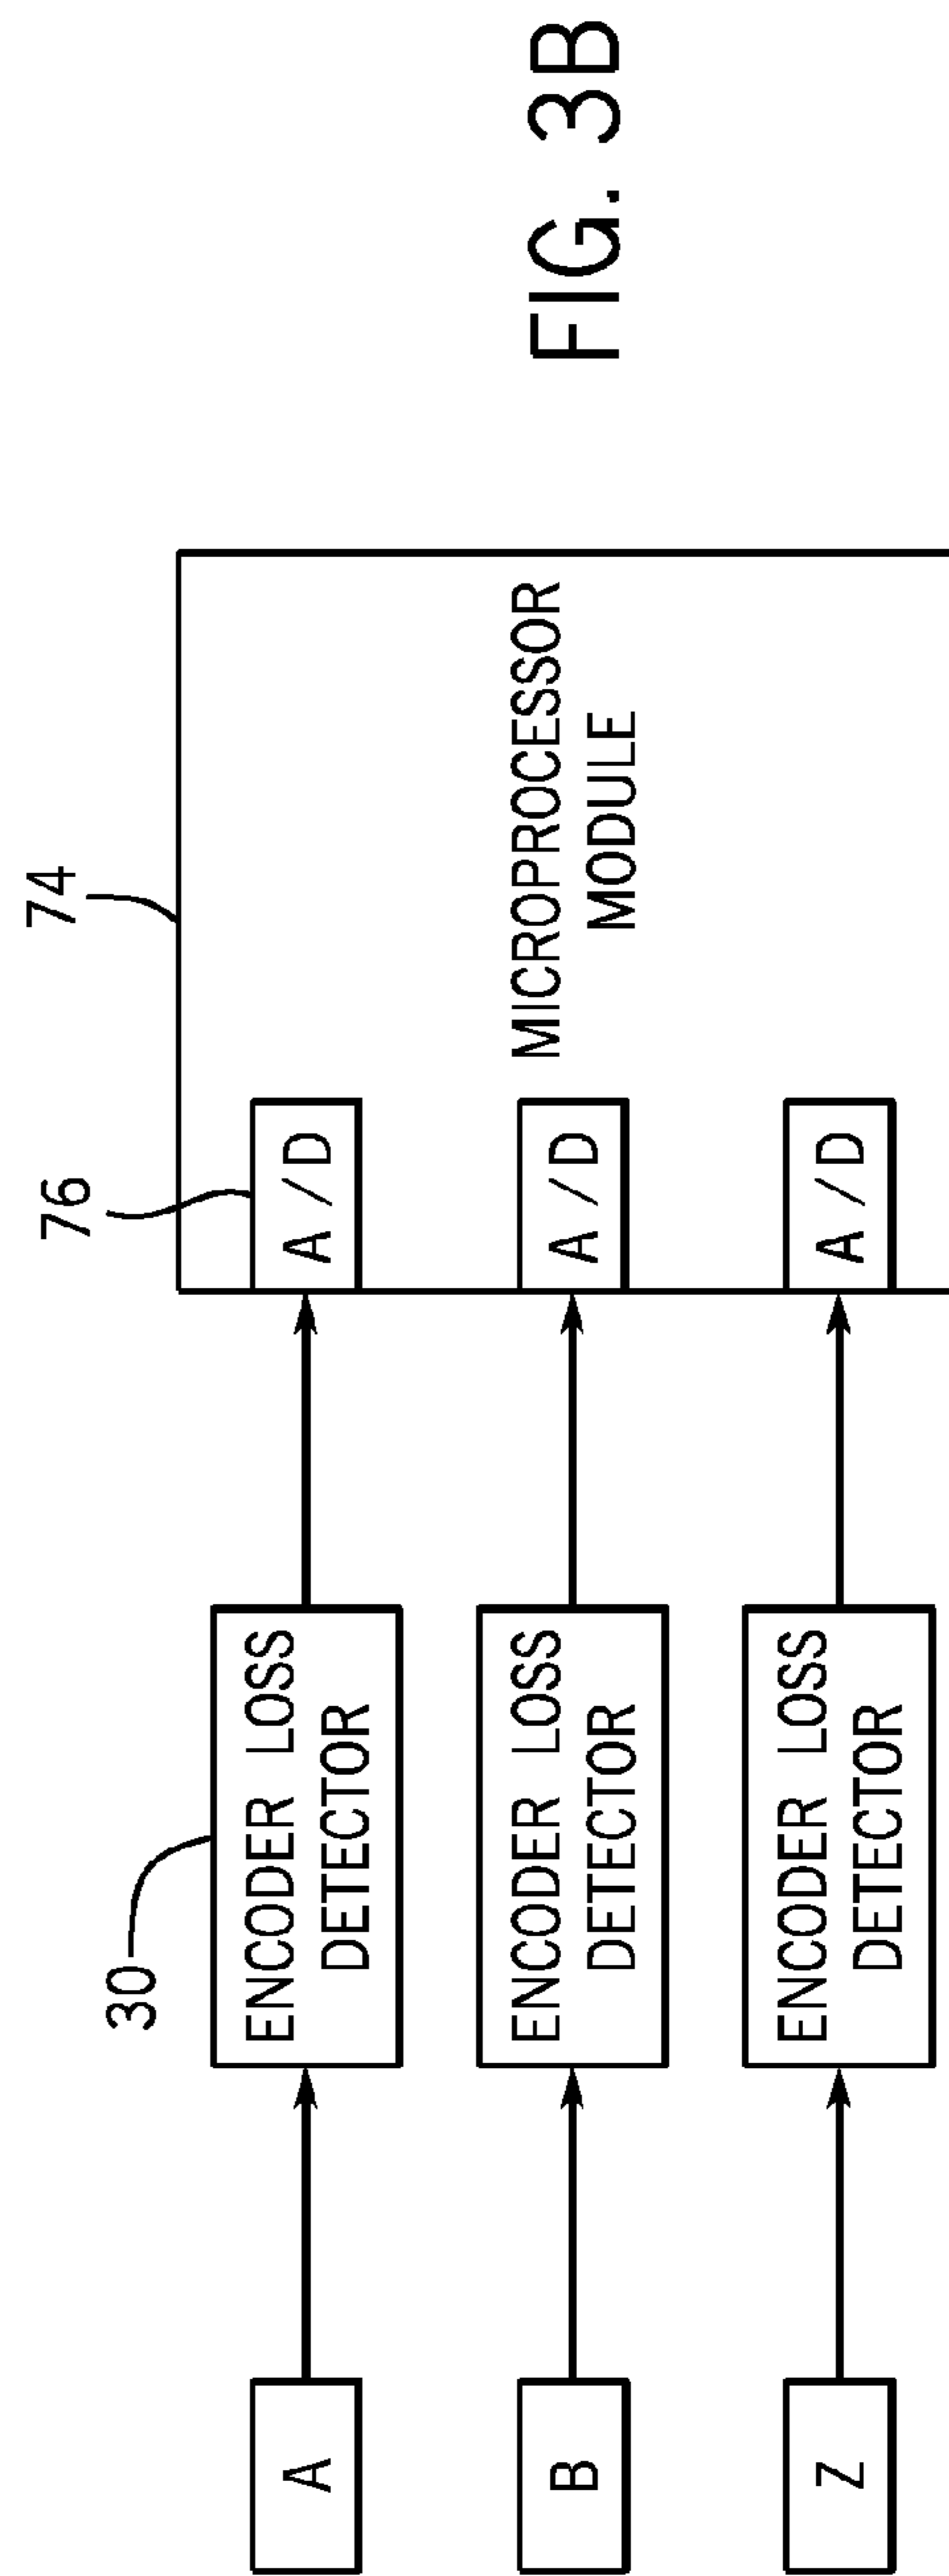 74
76
30
A
ENCODER LOSS
DETECTOR
A/D
B
ENCODER LOSS
DETECTOR
A/D
MICROPROCESSOR
MODULE
Z
ENCODER LOSS
DETECTOR
A/D
FIG. 3B